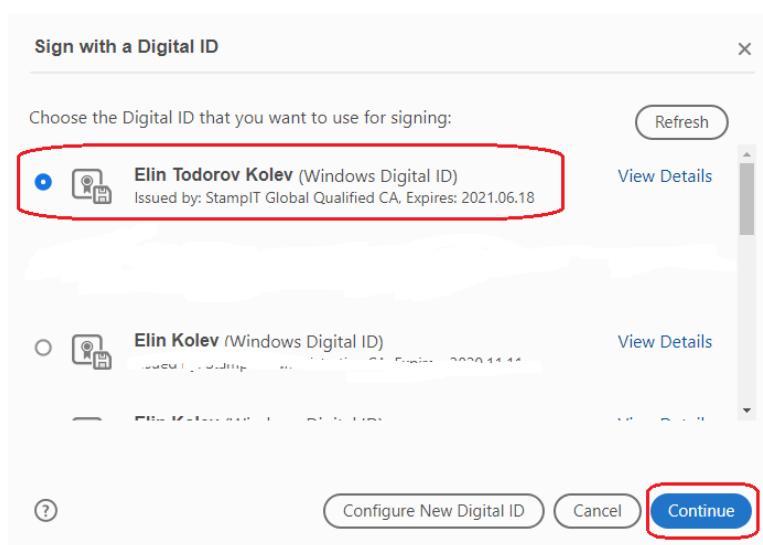 Sign with a Digital ID
Choose the Digital ID that you want to use for signing:
Refresh
Elin Todorov Kolev (Windows Digital ID)
View Details
Issued by: StampIT Global Qualified CA, Expires: 2021.06.18
Elin Kolev (Windows Digital ID)
View Details
Configure New Digital ID
Cancel
Continue